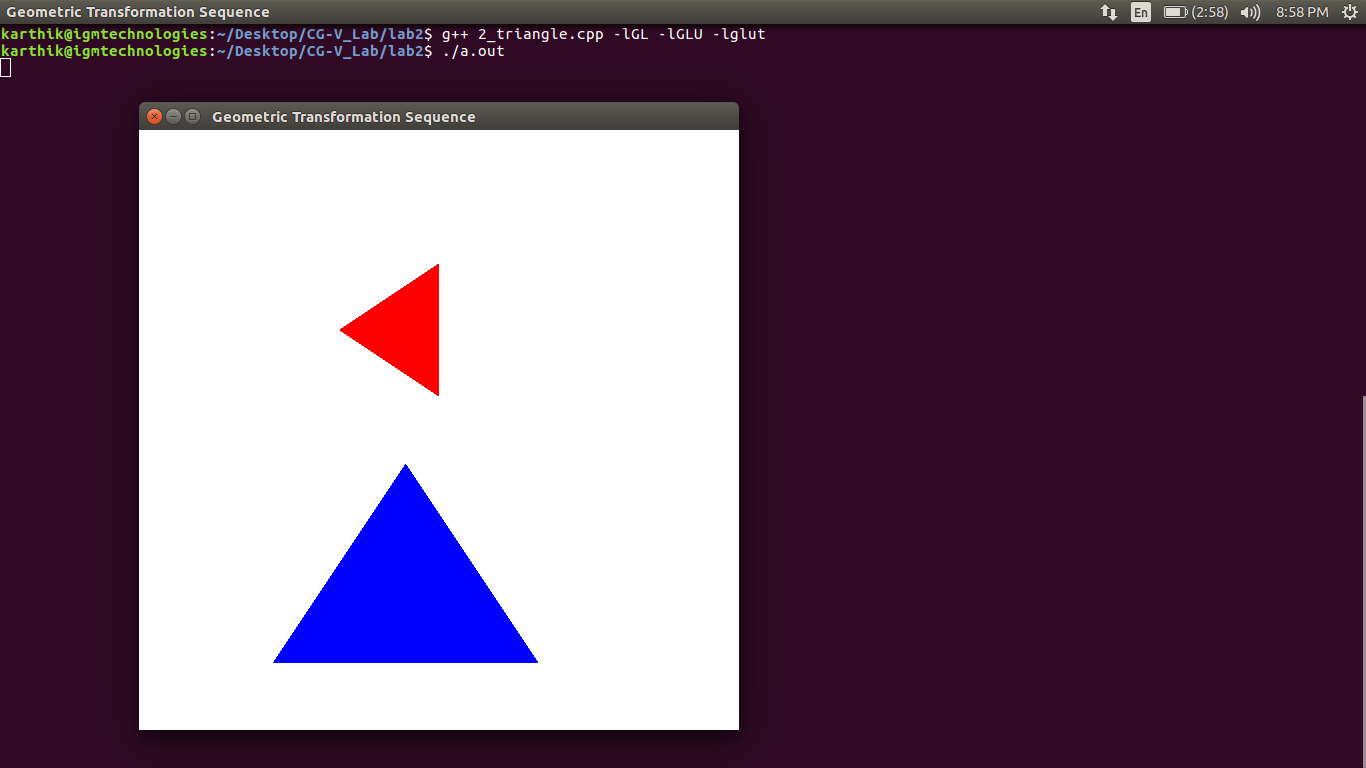 Geometric Transformation Sequence En (2:58) 8:58 PM
karthik@igmtechnologies:~/Desktop/CG-V_Lab/lab2$ g++ 2_triangle.cpp -lGL -lGLU -lglut
karthik@igmtechnologies:~/Desktop/CG-V_Lab/lab2$ ./a.out
Geometric Transformation Sequence